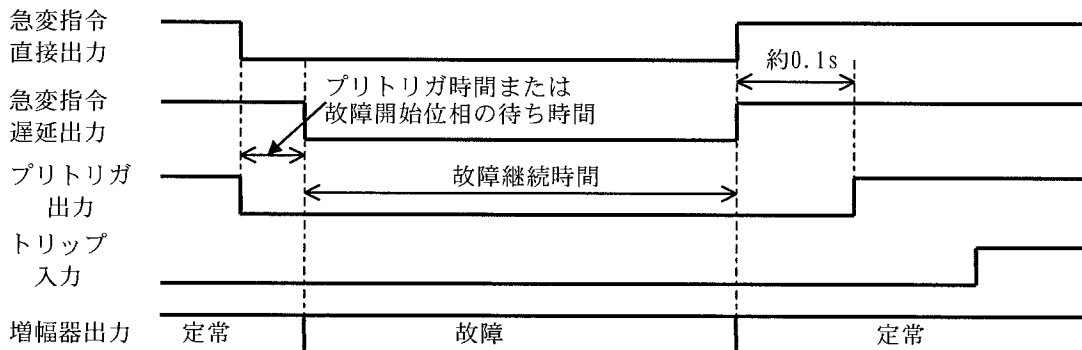 急変指令
直接出力
約0.1s
急変指令
遅延出力
プリトリガ時間または
故障開始位相の待ち時間
プリトリガ
出力
故障継続時間
トリップ
入力
増幅器出力
定常
故障
定常